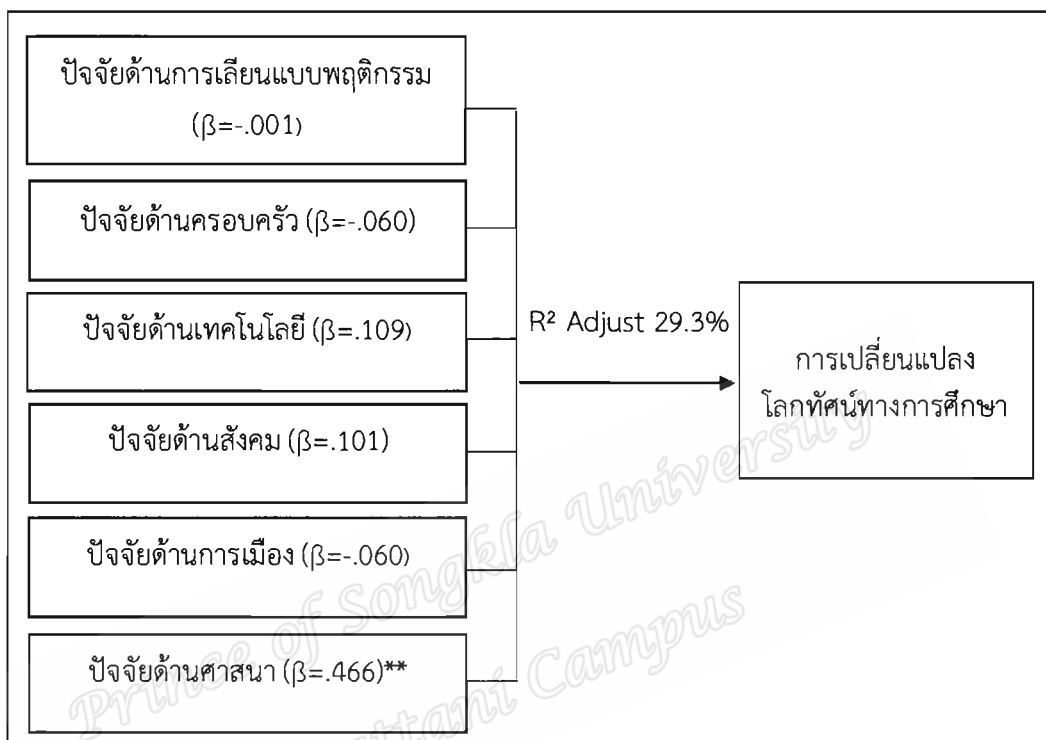 ปัจจัยด้านการเลียนแบบพฤติกรรม
(β=-.001)
ปัจจัยด้านครอบครัว (β=-.060)
ปัจจัยด้านเทคโนโลยี (β=.109)
R² Adjust 29.3%
การเปลี่ยนแปลง
โลกทัศน์ทางการศึกษา
ปัจจัยด้านสังคม (β=.101)
ปัจจัยด้านการเมือง (β=-.060)
ปัจจัยด้านศาสนา (β=.466)**
Prince of Songkla University
Pattani Campus